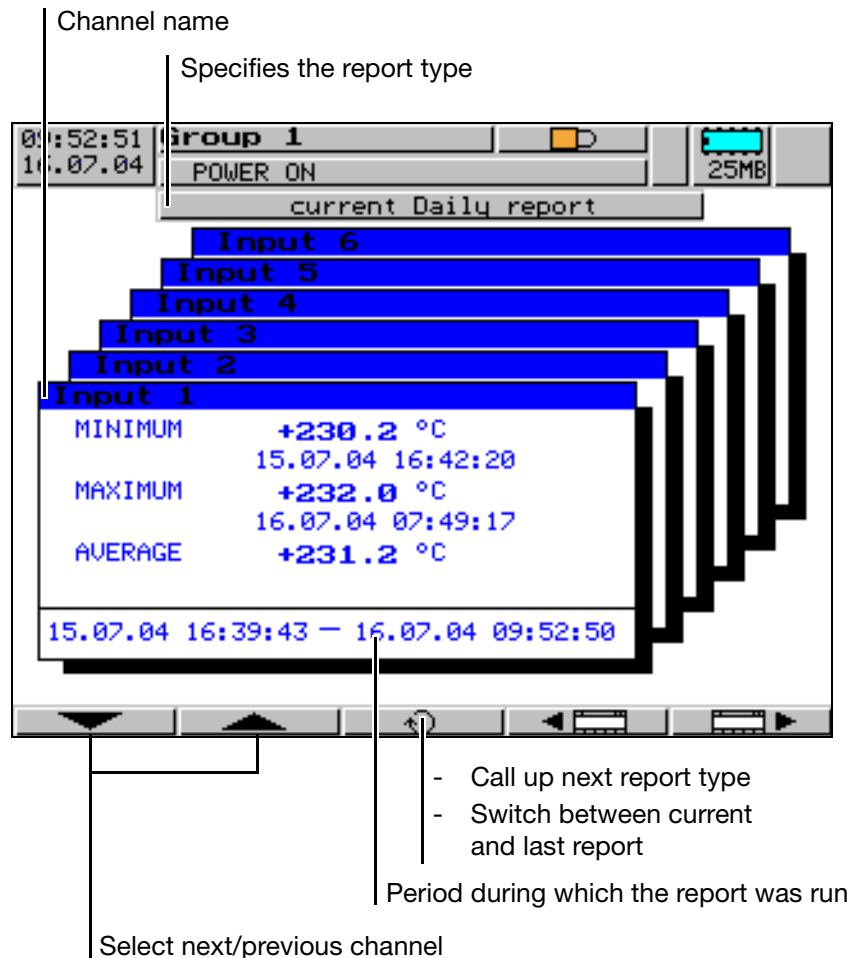 Channel name
Specifies the report type
09:52:51 Group 1
16.07.04 POWER ON 25MB
current Daily report
Input 6
Input 5
Input 4
Input 3
Input 2
Input 1
MINIMUM +230.2 °C
15.07.04 16:42:20
MAXIMUM +232.0 °C
16.07.04 07:49:17
AVERAGE +231.2 °C
15.07.04 16:39:43 — 16.07.04 09:52:50
- Call up next report type
- Switch between current
and last report
Period during which the report was run
Select next/previous channel